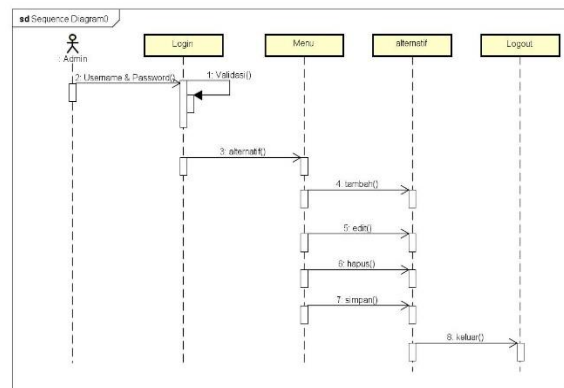 sd Sequence Diagram0
: Admin
Login
Menu
alternatif
Logout
1: Validasi()
2: Username & Password()
3: alternatif()
4: tambah()
5: edit()
6: hapus()
7: simpan()
8: keluar()